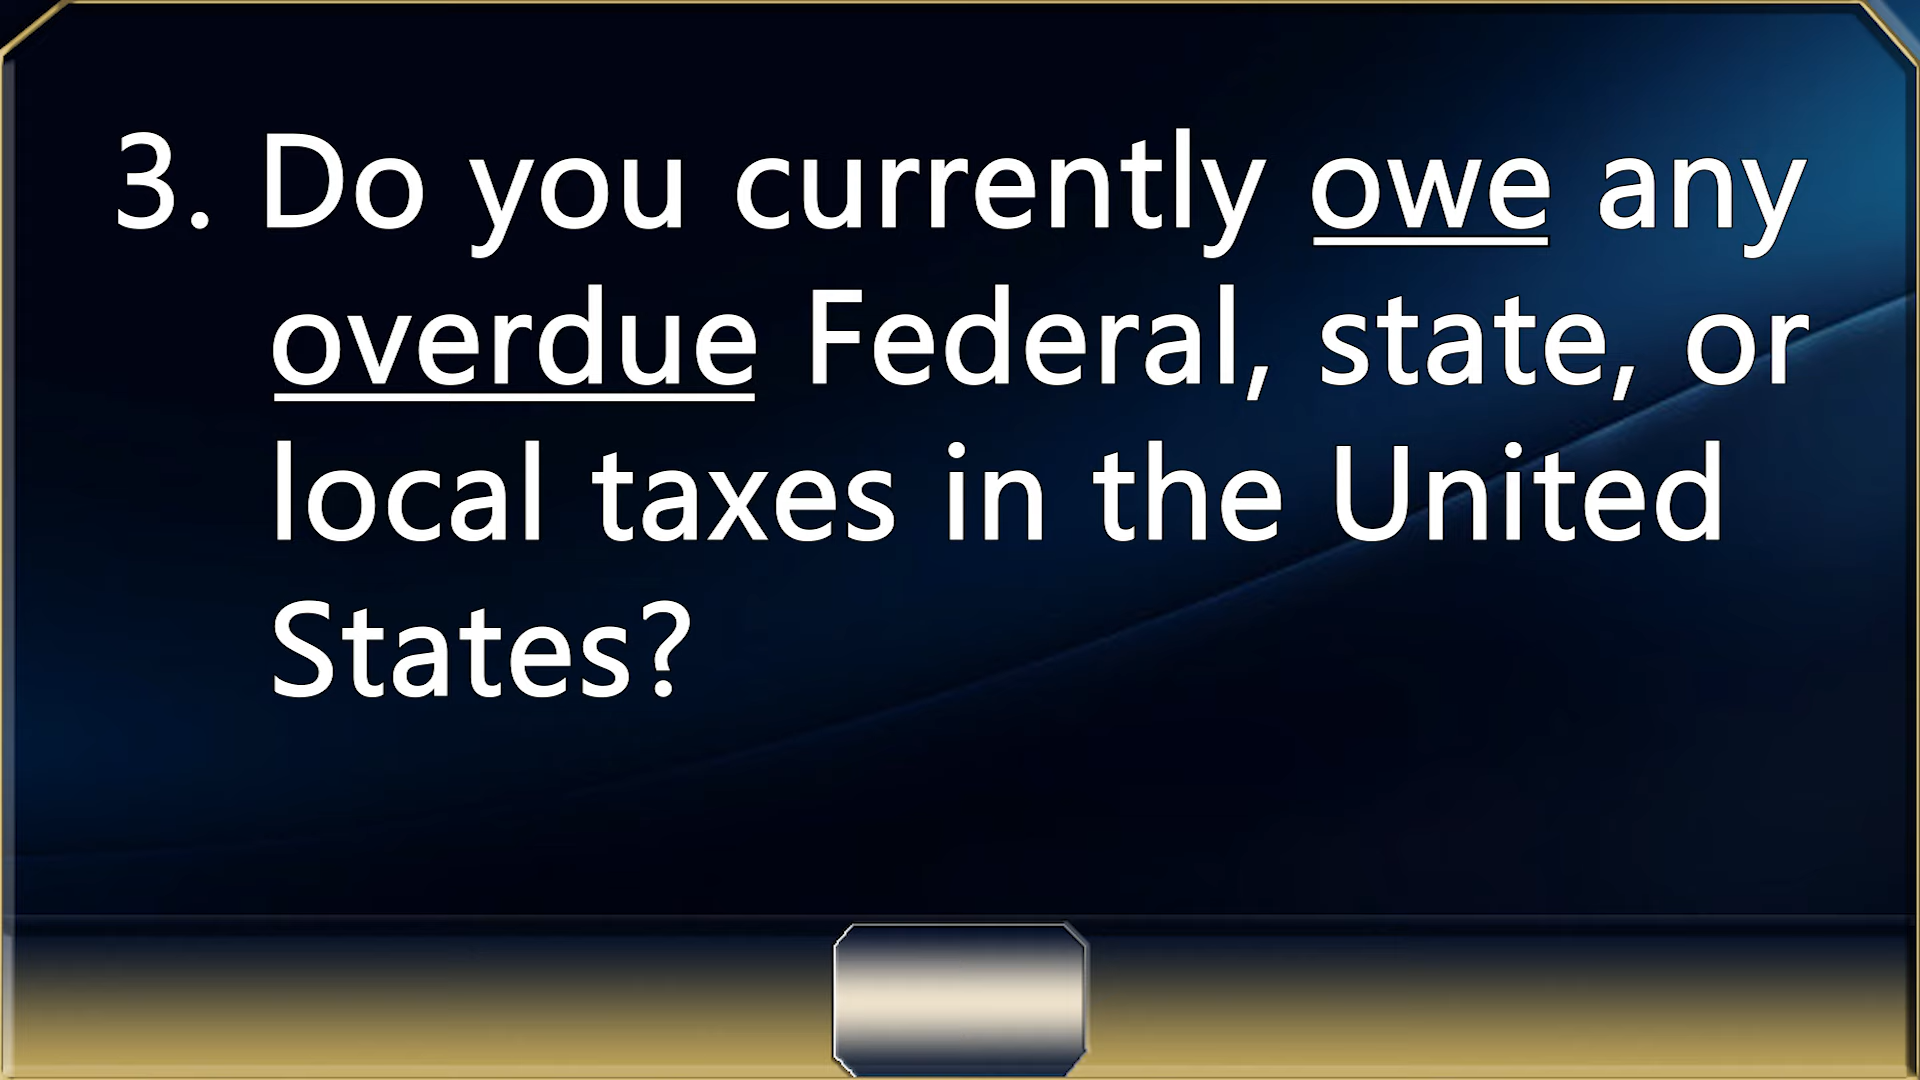 3. Do you currently owe any
overdue Federal, state, or
local taxes in the United
States?